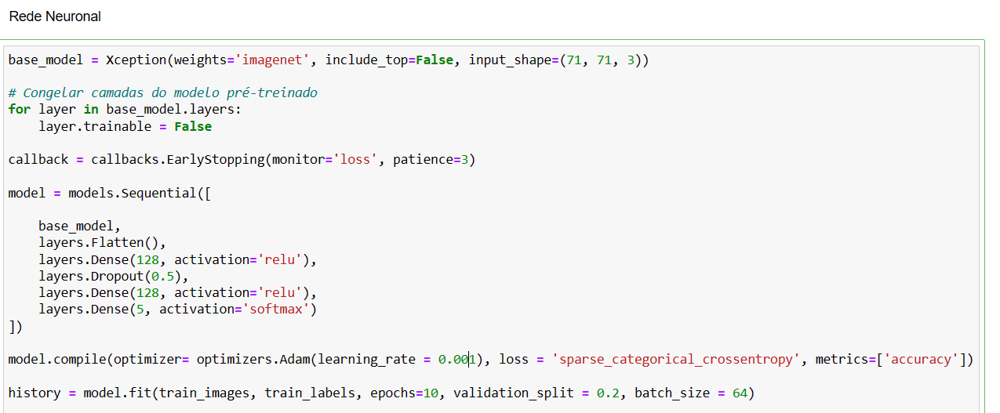 Rede Neuronal
base_model = Xception(weights='imagenet', include_top=False, input_shape=(71, 71, 3))
# Congelar camadas do modelo pré-treinado
for layer in base_model.layers:
    layer.trainable = False
callback = callbacks.EarlyStopping(monitor='loss', patience=3)
model = models.Sequential([
    base_model,
    layers.Flatten(),
    layers.Dense(128, activation='relu'),
    layers.Dropout(0.5),
    layers.Dense(128, activation='relu'),
    layers.Dense(5, activation='softmax')
])
model.compile(optimizer= optimizers.Adam(learning_rate = 0.001), loss = 'sparse_categorical_crossentropy', metrics=['accuracy'])
history = model.fit(train_images, train_labels, epochs=10, validation_split = 0.2, batch_size = 64)